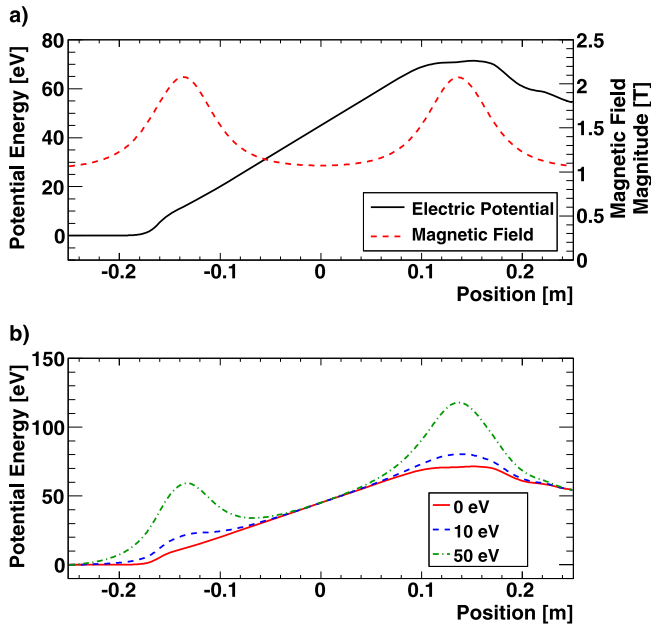 a)
Potential Energy [eV]
80
60
40
20
0
2.5
2
1.5
1
0.5
0
Magnetic Field
Magnitude [T]
Electric Potential
Magnetic Field
-0.2
-0.1
0
0.1
0.2
Position [m]
b)
Potential Energy [eV]
150
100
50
0
0 eV
10 eV
50 eV
-0.2
-0.1
0
0.1
0.2
Position [m]